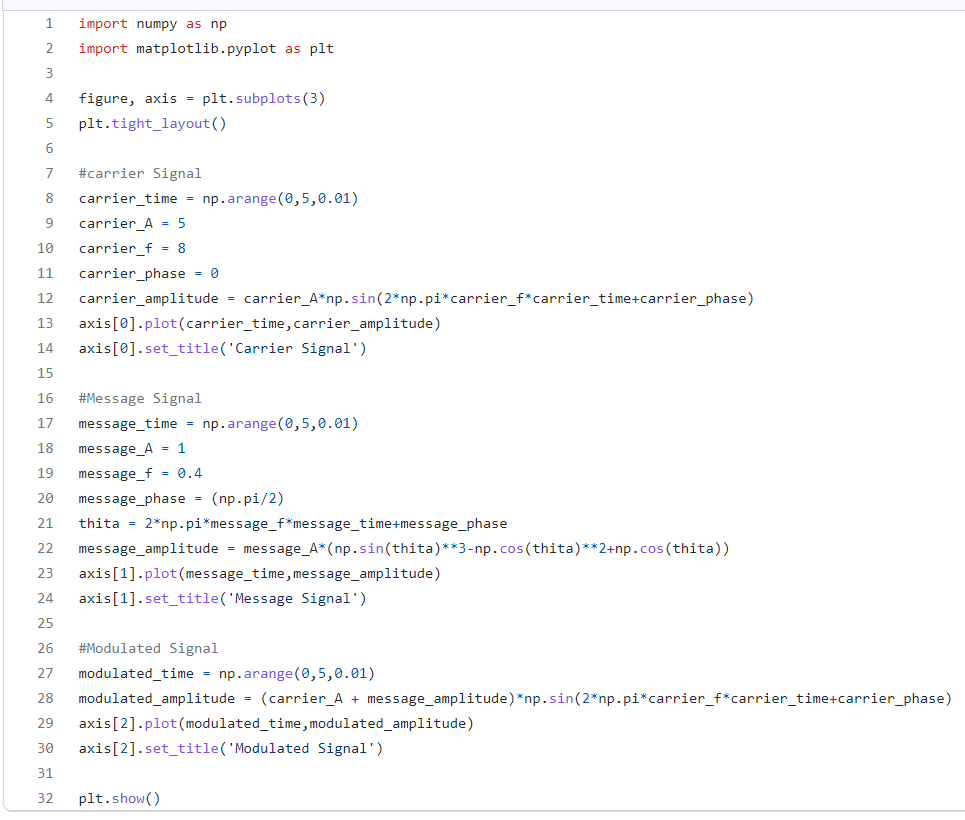 1 import numpy as np
2 import matplotlib.pyplot as plt
3
4 figure, axis = plt.subplots(3)
5 plt.tight_layout()
6
7 #carrier Signal
8 carrier_time = np.arange(0,5,0.01)
9 carrier_A = 5
10 carrier_f = 8
11 carrier_phase = 0
12 carrier_amplitude = carrier_A*np.sin(2*np.pi*carrier_f*carrier_time+carrier_phase)
13 axis[0].plot(carrier_time,carrier_amplitude)
14 axis[0].set_title('Carrier Signal')
15
16 #Message Signal
17 message_time = np.arange(0,5,0.01)
18 message_A = 1
19 message_f = 0.4
20 message_phase = (np.pi/2)
21 thita = 2*np.pi*message_f*message_time+message_phase
22 message_amplitude = message_A*(np.sin(thita)**3-np.cos(thita)**2+np.cos(thita))
23 axis[1].plot(message_time,message_amplitude)
24 axis[1].set_title('Message Signal')
25
26 #Modulated Signal
27 modulated_time = np.arange(0,5,0.01)
28 modulated_amplitude = (carrier_A + message_amplitude)*np.sin(2*np.pi*carrier_f*carrier_time+carrier_phase)
29 axis[2].plot(modulated_time,modulated_amplitude)
30 axis[2].set_title('Modulated Signal')
31
32 plt.show()